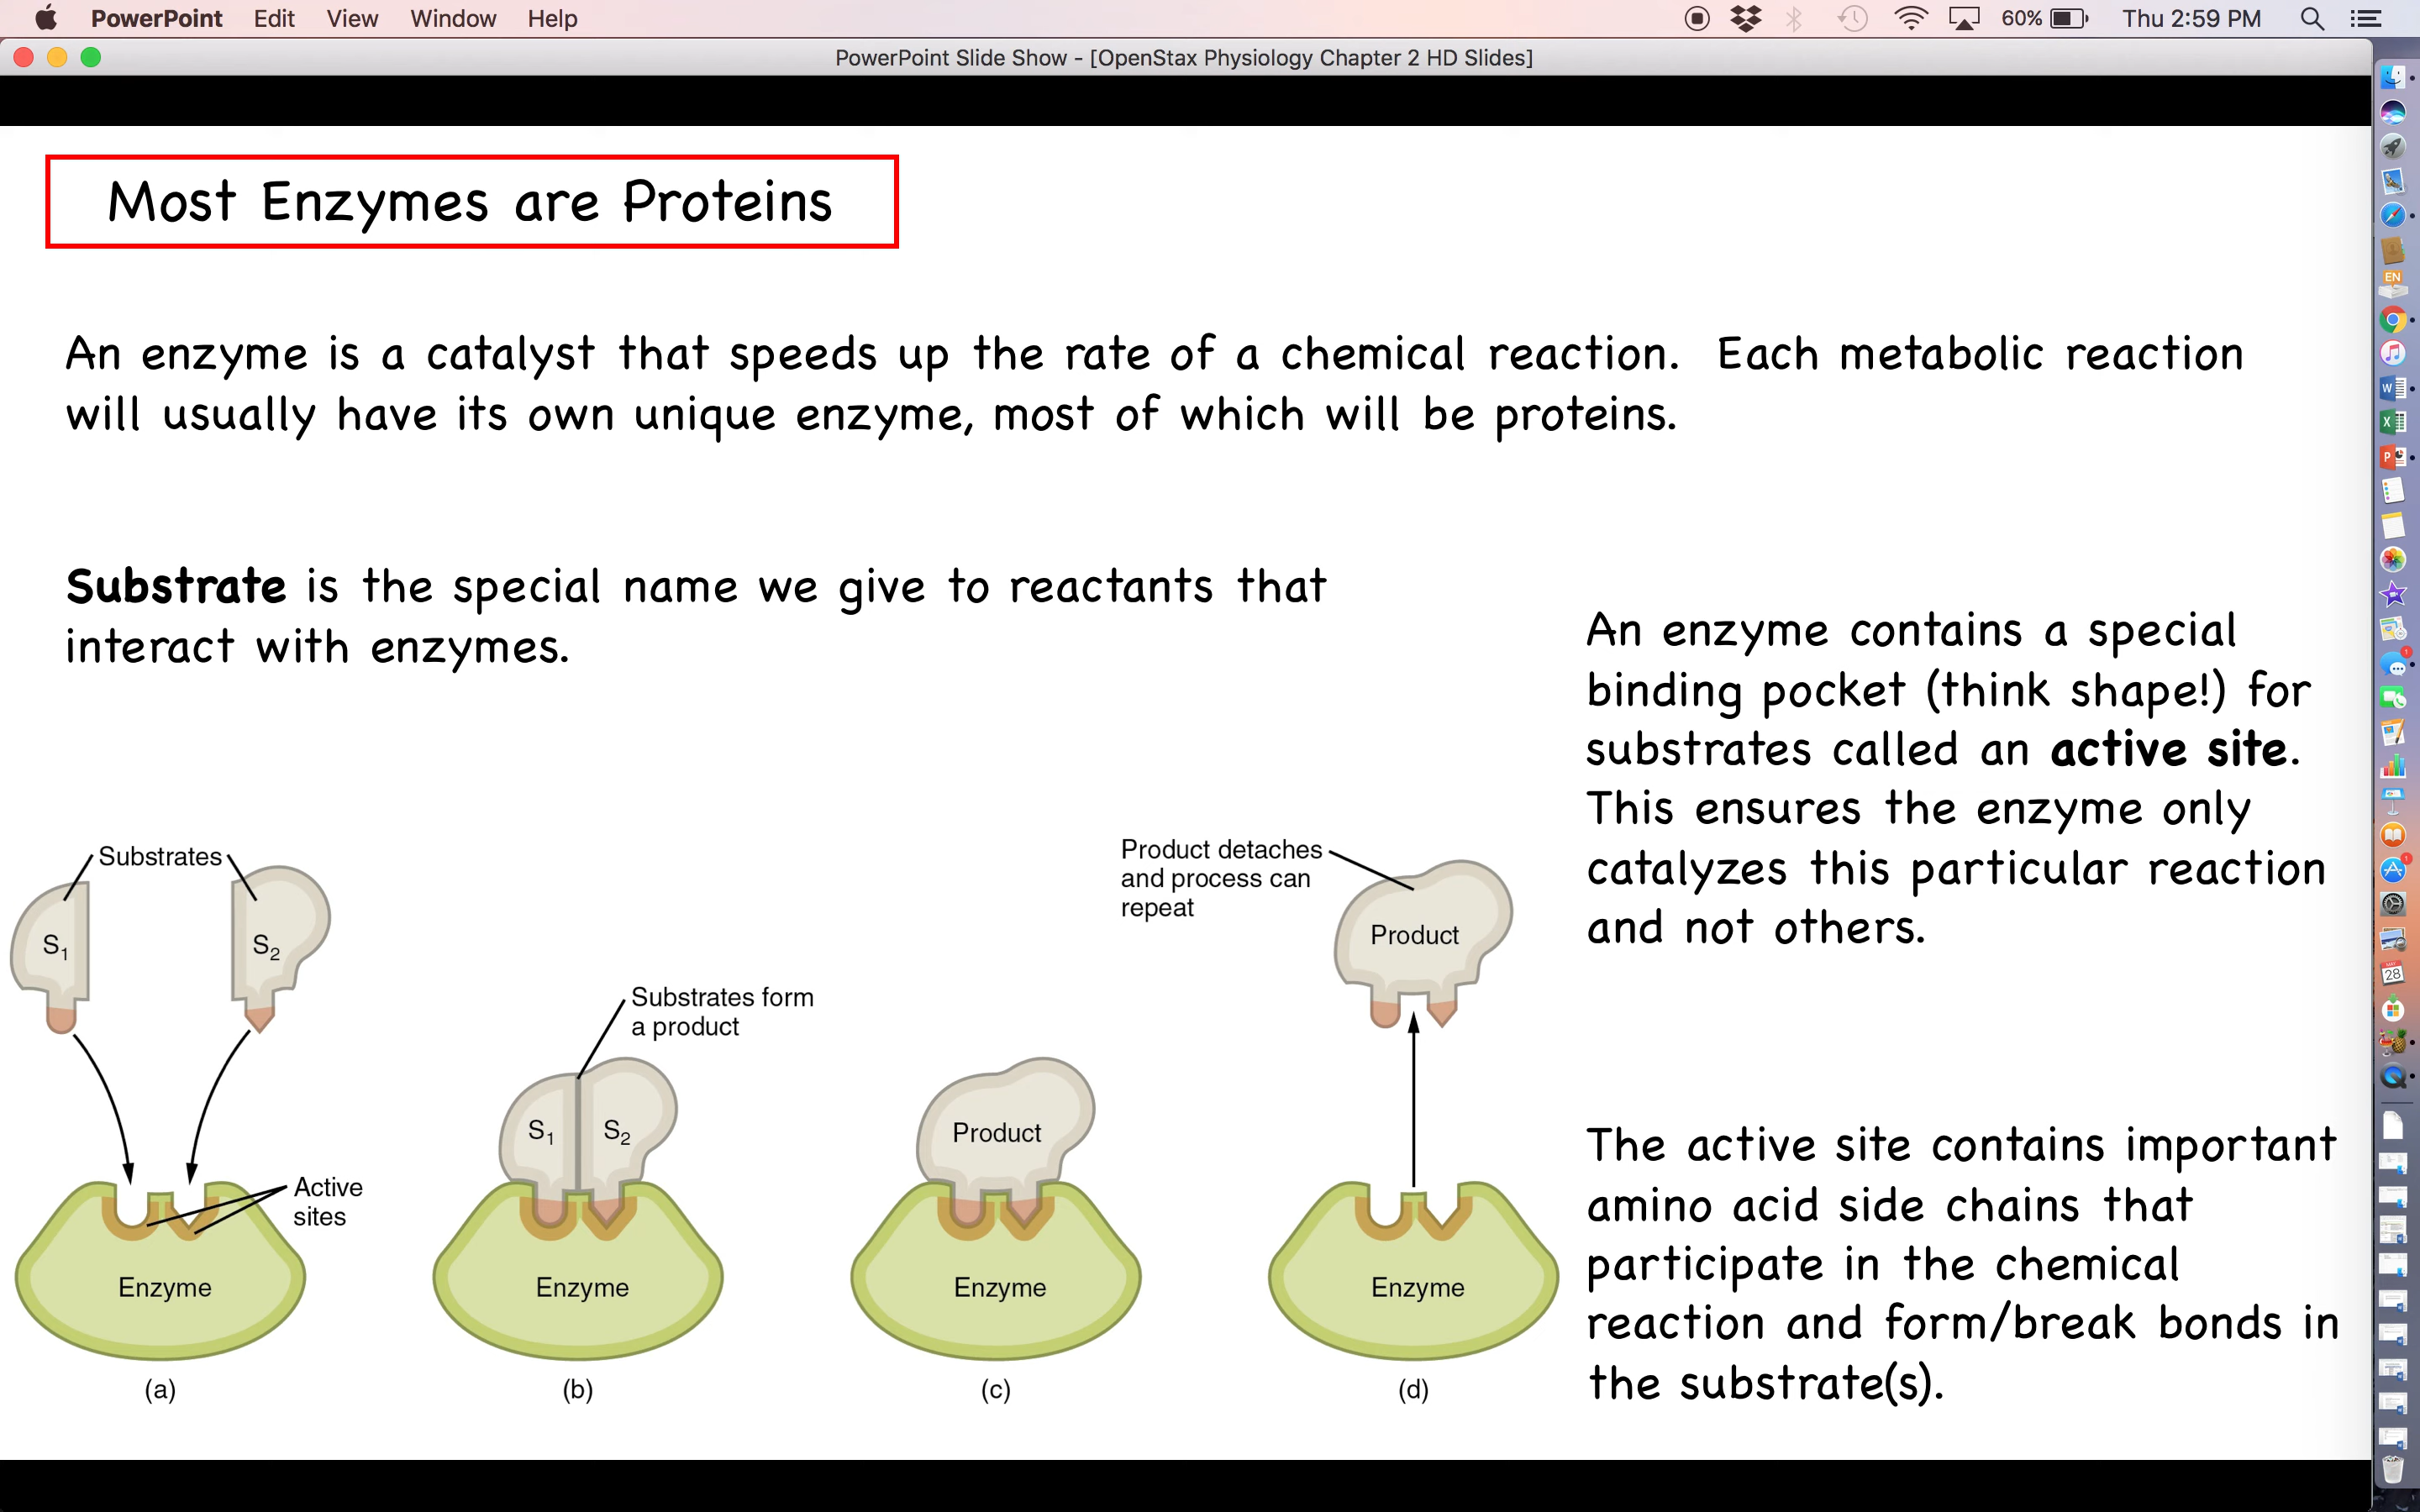 PowerPoint Edit View Window Help 60% Thu 2:59 PM
PowerPoint Slide Show - [OpenStax Physiology Chapter 2 HD Slides]
Most Enzymes are Proteins
An enzyme is a catalyst that speeds up the rate of a chemical reaction. Each metabolic reaction
will usually have its own unique enzyme, most of which will be proteins.
Substrate is the special name we give to reactants that
interact with enzymes.
An enzyme contains a special
binding pocket (think shape!) for
substrates called an active site.
This ensures the enzyme only
catalyzes this particular reaction
and not others.
The active site contains important
amino acid side chains that
participate in the chemical
reaction and form/break bonds in
the substrate(s).
Substrates
S1
S2
Active
sites
Enzyme
(a)
Substrates form
a product
S1
S2
Enzyme
(b)
Product
Enzyme
(c)
Product detaches
and process can
repeat
Product
Enzyme
(d)
EN
W
X
P
1
1
28